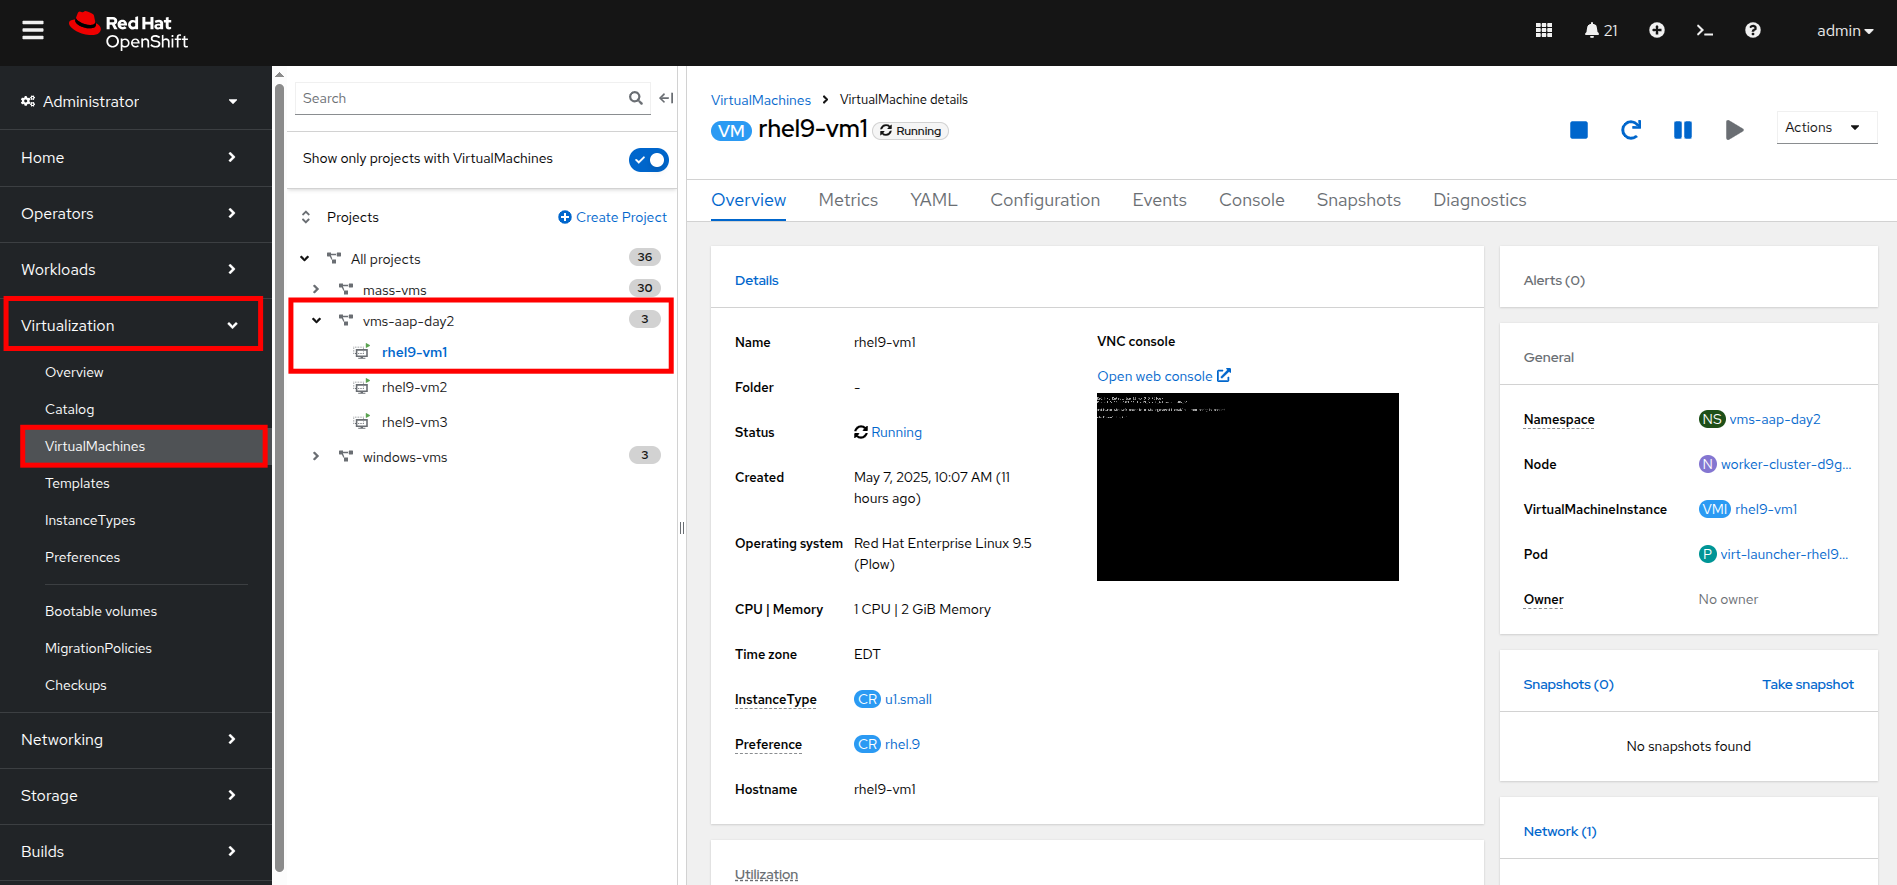 Red Hat
OpenShift
21
admin
Administrator
Home
Operators
Workloads
Virtualization
Overview
Catalog
VirtualMachines
Templates
InstanceTypes
Preferences
Bootable volumes
MigrationPolicies
Checkups
Networking
Storage
Builds
Search
Show only projects with VirtualMachines
Projects
Create Project
All projects 36
mass-vms 30
vms-aap-day2 3
rhel9-vm1
rhel9-vm2
rhel9-vm3
windows-vms 3
VirtualMachines > VirtualMachine details
VM rhel9-vm1 Running
Actions
Overview Metrics YAML Configuration Events Console Snapshots Diagnostics
Details
Name rhel9-vm1
Folder -
Status Running
Created May 7, 2025, 10:07 AM (11
hours ago)
Operating system Red Hat Enterprise Linux 9.5
(Plow)
CPU | Memory 1 CPU | 2 GiB Memory
Time zone EDT
InstanceType CR u1.small
Preference CR rhel.9
Hostname rhel9-vm1
VNC console
Open web console
Utilization
Alerts (0)
General
Namespace NS vms-aap-day2
Node N worker-cluster-d9g...
VirtualMachineInstance VMI rhel9-vm1
Pod P virt-launcher-rhel9...
Owner No owner
Snapshots (0) Take snapshot
No snapshots found
Network (1)